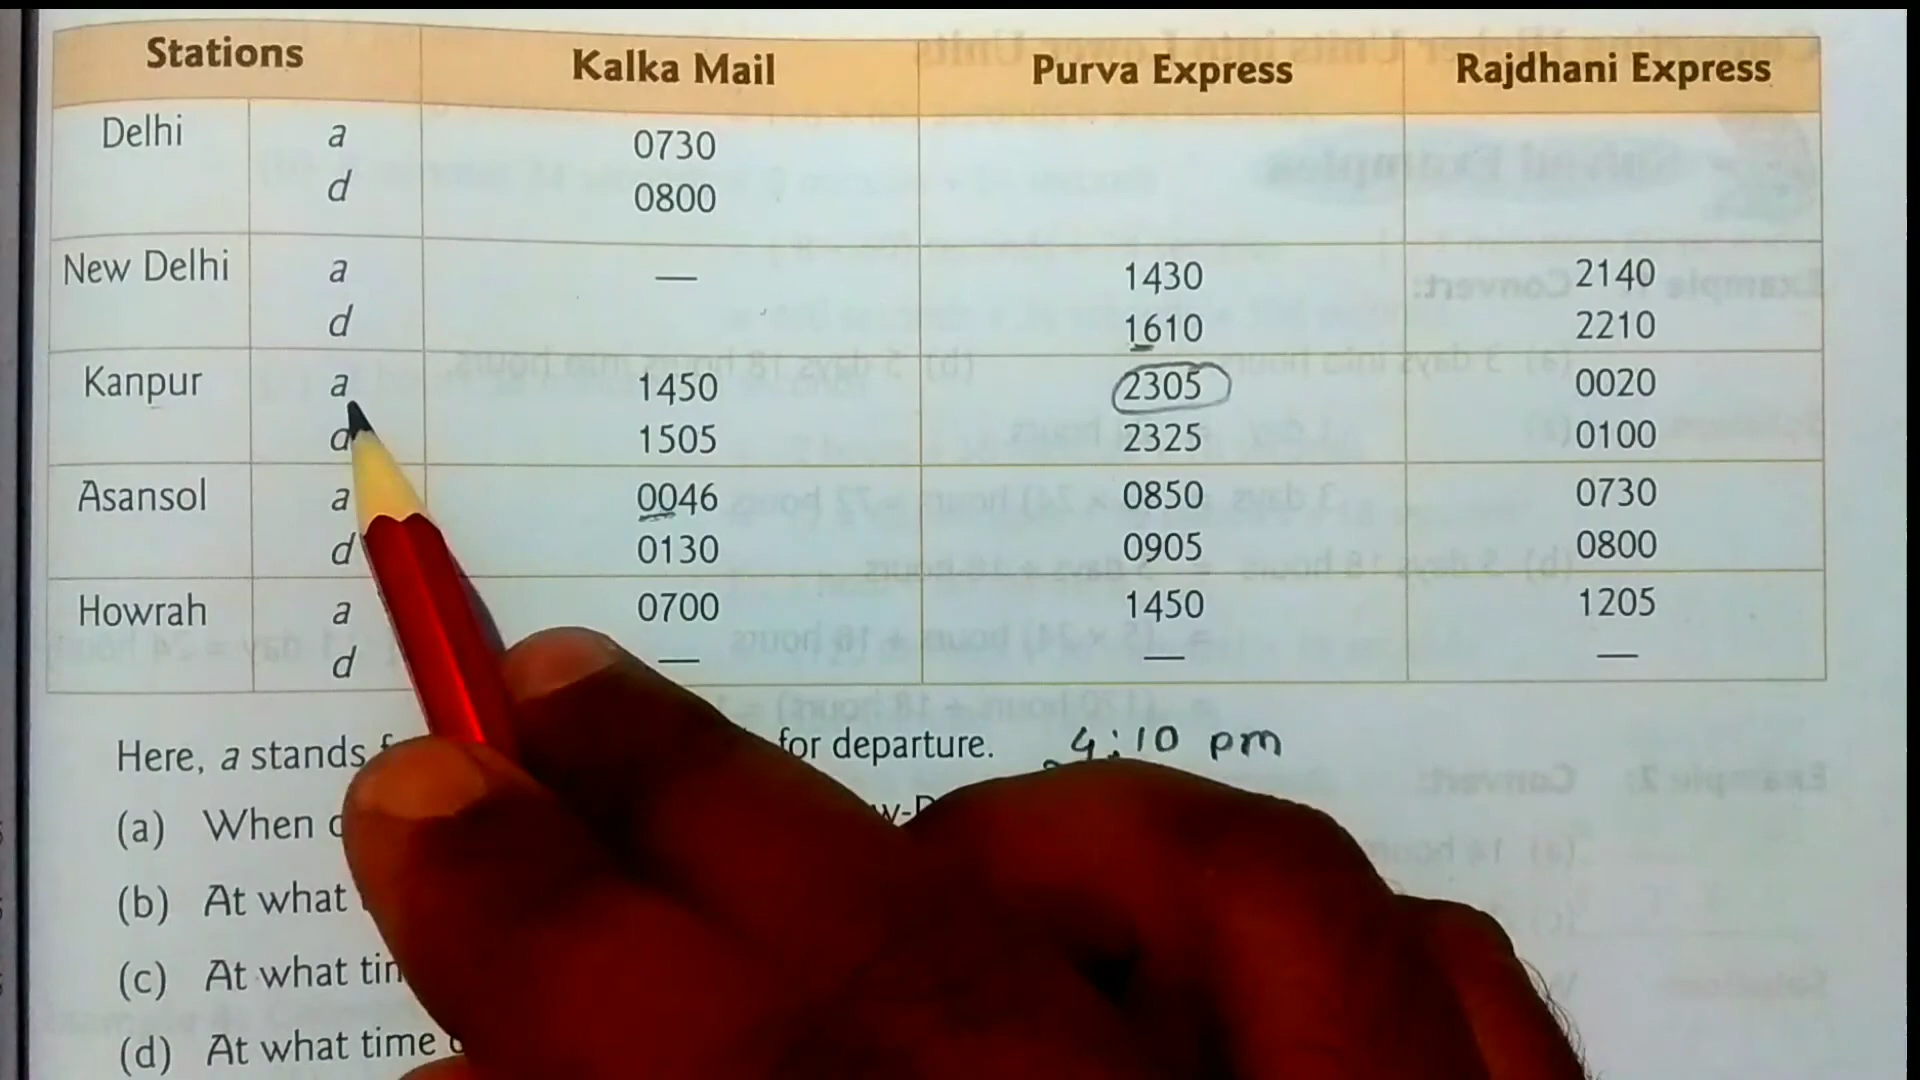 Stations Kalka Mail Purva Express Rajdhani Express
Delhi a 0730
d 0800
New Delhi a — 1430 2140
d 1610 2210
Kanpur a 1450 2305 0020
d 1505 2325 0100
Asansol a 0046 0850 0730
d 0130 0905 0800
Howrah a 0700 1450 1205
d — — —
Here, a stands for departure. 4:10 pm
(a) When
(b) At what
(c) At what
(d) At what time